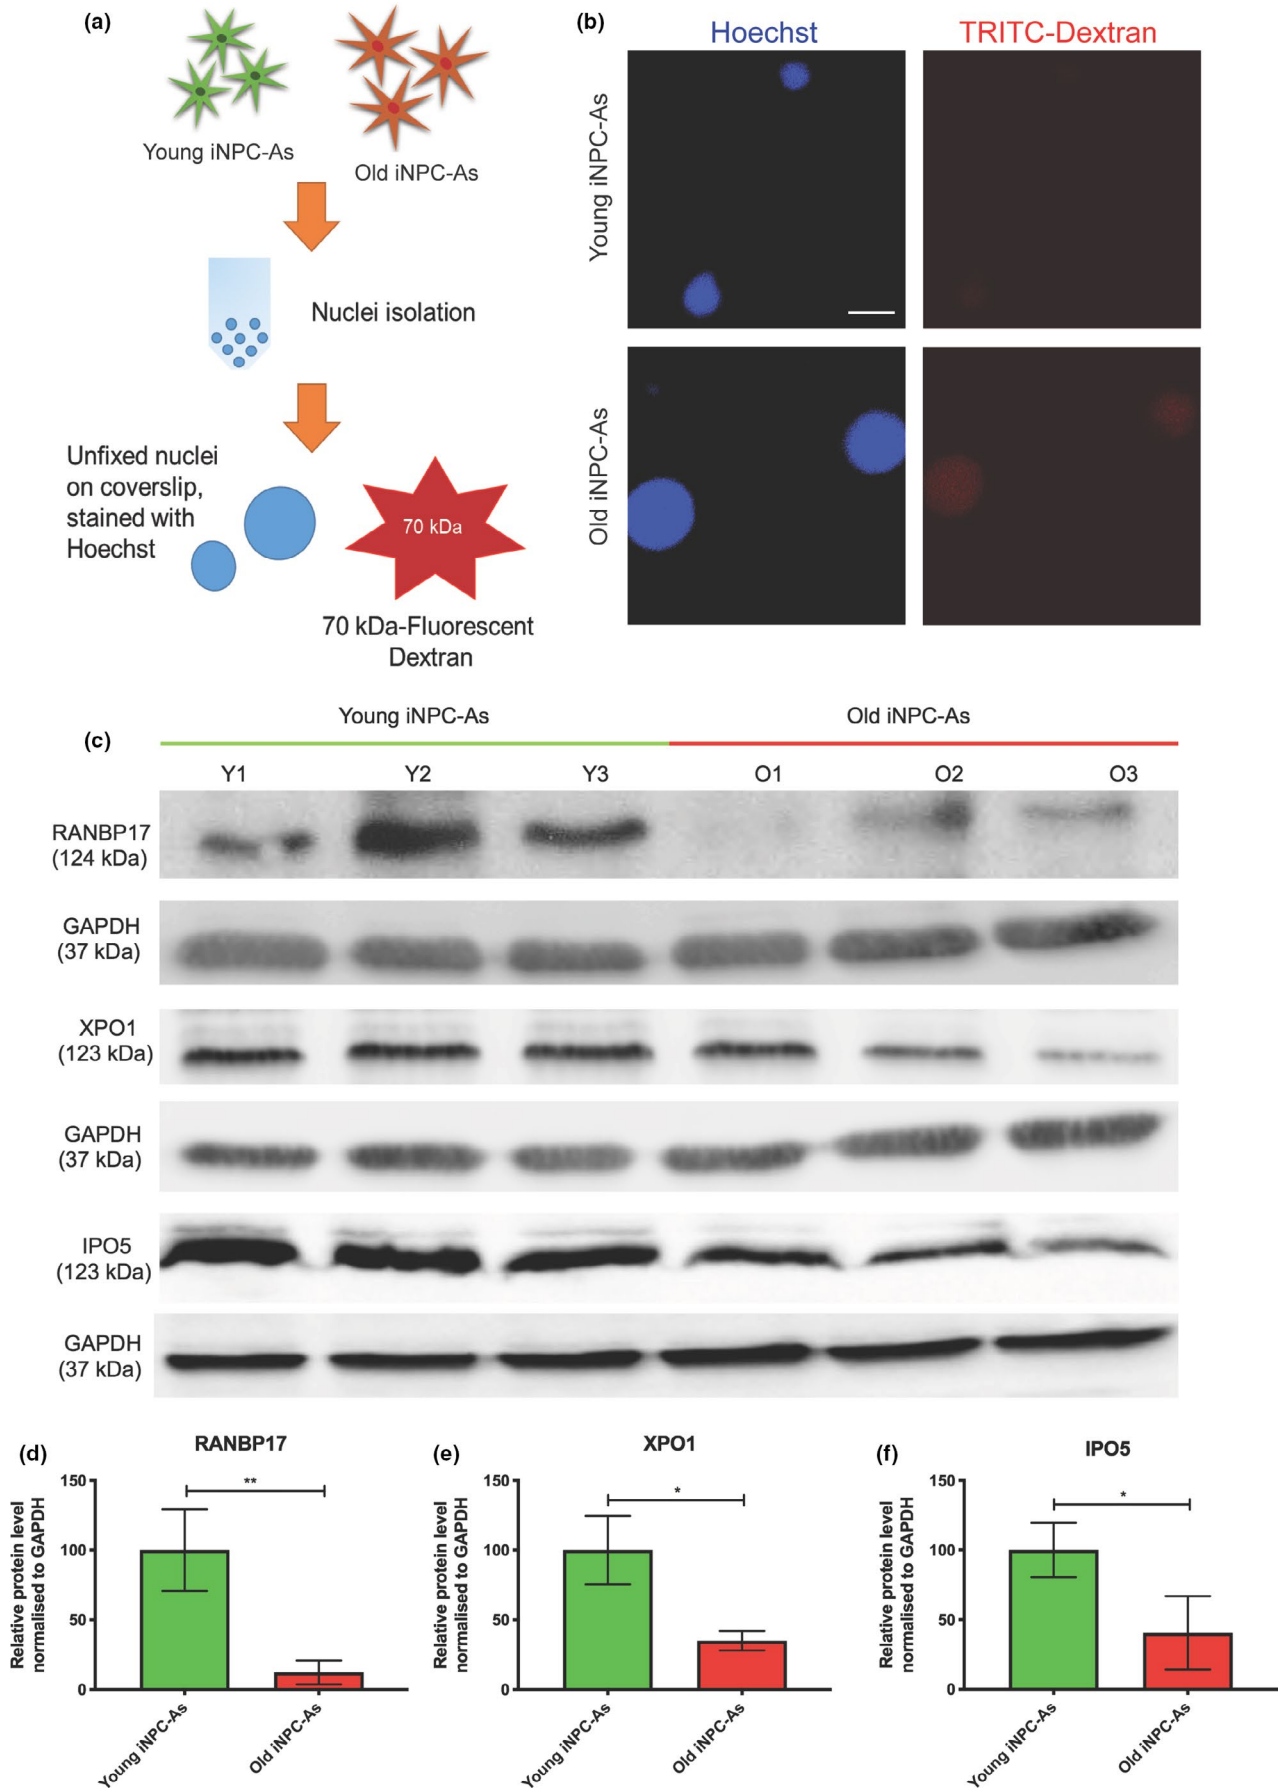 (a)
Young iNPC-As
Old iNPC-As
Nuclei isolation
Unfixed nuclei
on coverslip,
stained with
Hoechst
70 kDa
70 kDa-Fluorescent
Dextran
(b)
Hoechst
TRITC-Dextran
Young iNPC-As
Old iNPC-As
(c)
Young iNPC-As
Old iNPC-As
Y1
Y2
Y3
O1
O2
O3
RANBP17
(124 kDa)
GAPDH
(37 kDa)
XPO1
(123 kDa)
GAPDH
(37 kDa)
IPO5
(123 kDa)
GAPDH
(37 kDa)
(d)
RANBP17
Relative protein level
normalised to GAPDH
150
100
50
0
**
Young iNPC-As
Old iNPC-As
(e)
XPO1
Relative protein level
normalised to GAPDH
150
100
50
0
*
Young iNPC-As
Old iNPC-As
(f)
IPO5
Relative protein level
normalised to GAPDH
150
100
50
0
*
Young iNPC-As
Old iNPC-As